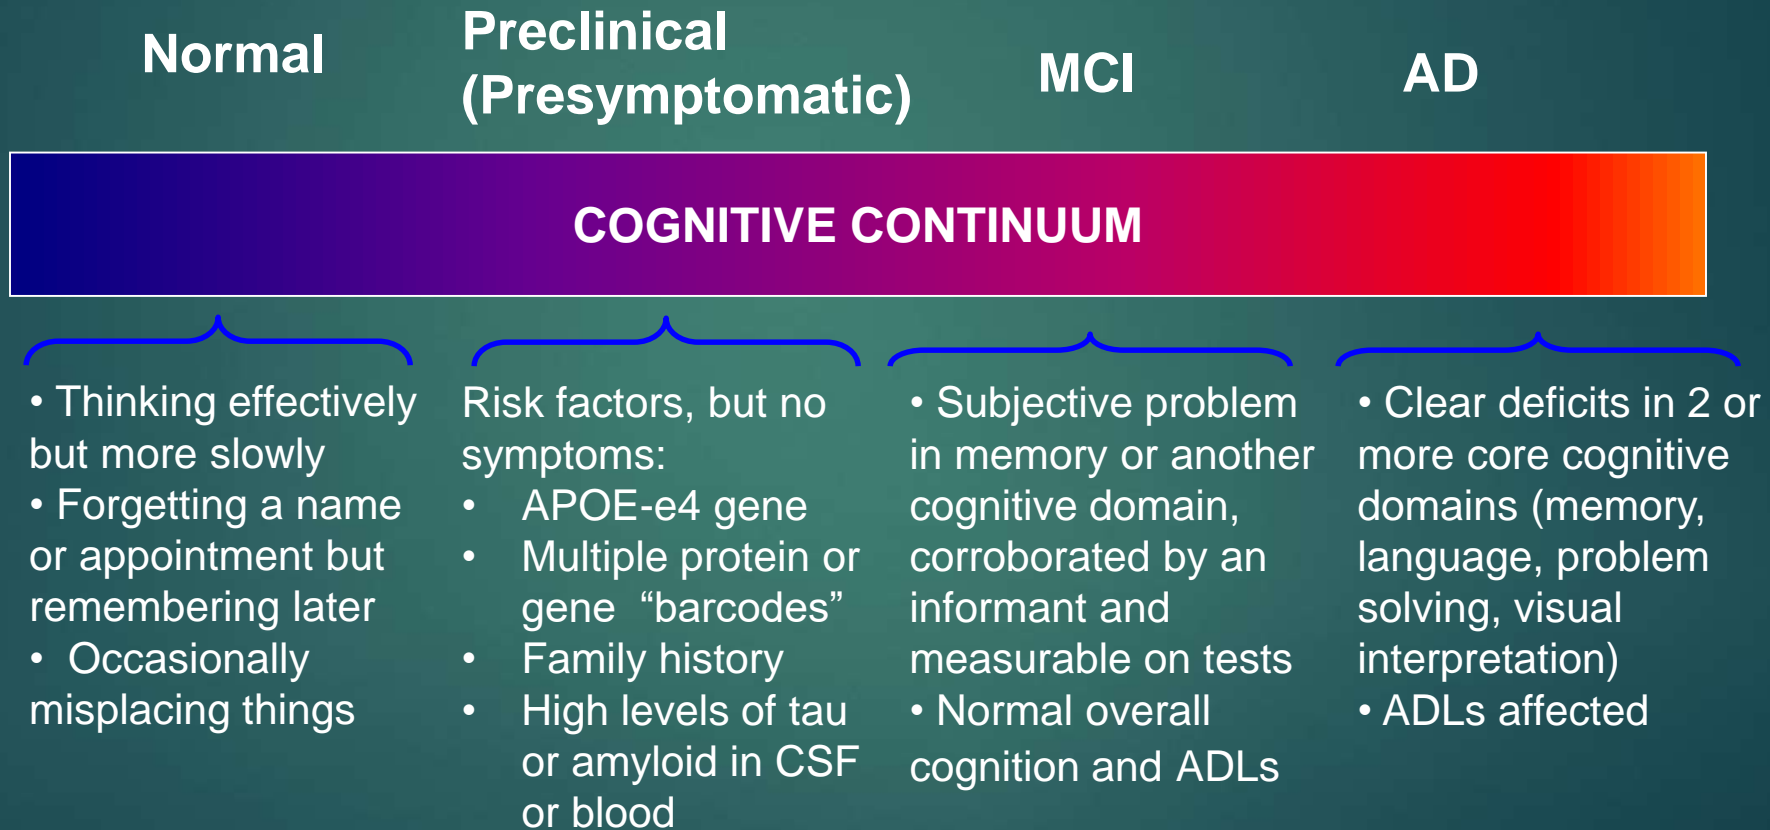 Normal
Preclinical
(Presymptomatic)
MCI
AD
COGNITIVE CONTINUUM
• Thinking effectively
but more slowly
• Forgetting a name
or appointment but
remembering later
• Occasionally
misplacing things
Risk factors, but no
symptoms:
• APOE-e4 gene
• Multiple protein or
gene “barcodes”
• Family history
• High levels of tau
or amyloid in CSF
or blood
• Subjective problem
in memory or another
cognitive domain,
corroborated by an
informant and
measurable on tests
• Normal overall
cognition and ADLs
• Clear deficits in 2 or
more core cognitive
domains (memory,
language, problem
solving, visual
interpretation)
• ADLs affected